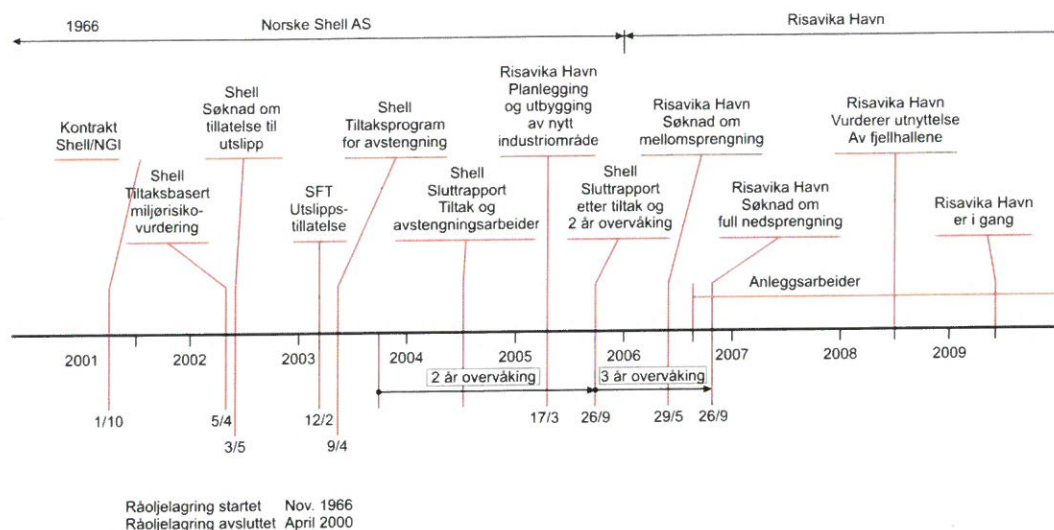 1966
Norske Shell AS
Risavika Havn
Kontrakt
Shell/NGI
Shell
Tiltaksbasert
miljørisiko-
vurdering
Shell
Søknad om
tillatelse til
utslipp
SFT
Utslipps-
tillatelse
Shell
Tiltaksprogram
for avstengning
Shell
Sluttrapport
Tiltak og
avstengningsarbeider
Risavika Havn
Planlegging
og utbygging
av nytt
industriområde
Shell
Sluttrapport
etter tiltak og
2 år overvåking
Risavika Havn
Søknad om
mellomsprengning
Risavika Havn
Søknad om
full nedsprengning
Risavika Havn
Vurderer utnyttelse
Av fjellhallene
Risavika Havn
er i gang
Anleggsarbeider
2001 2002 2003 2004 2005 2006 2007 2008 2009
2 år overvåking
3 år overvåking
1/10
5/4
3/5
12/2
9/4
17/3
26/9
29/5
26/9
Råoljelagring startet Nov. 1966
Råoljelagring avsluttet April 2000